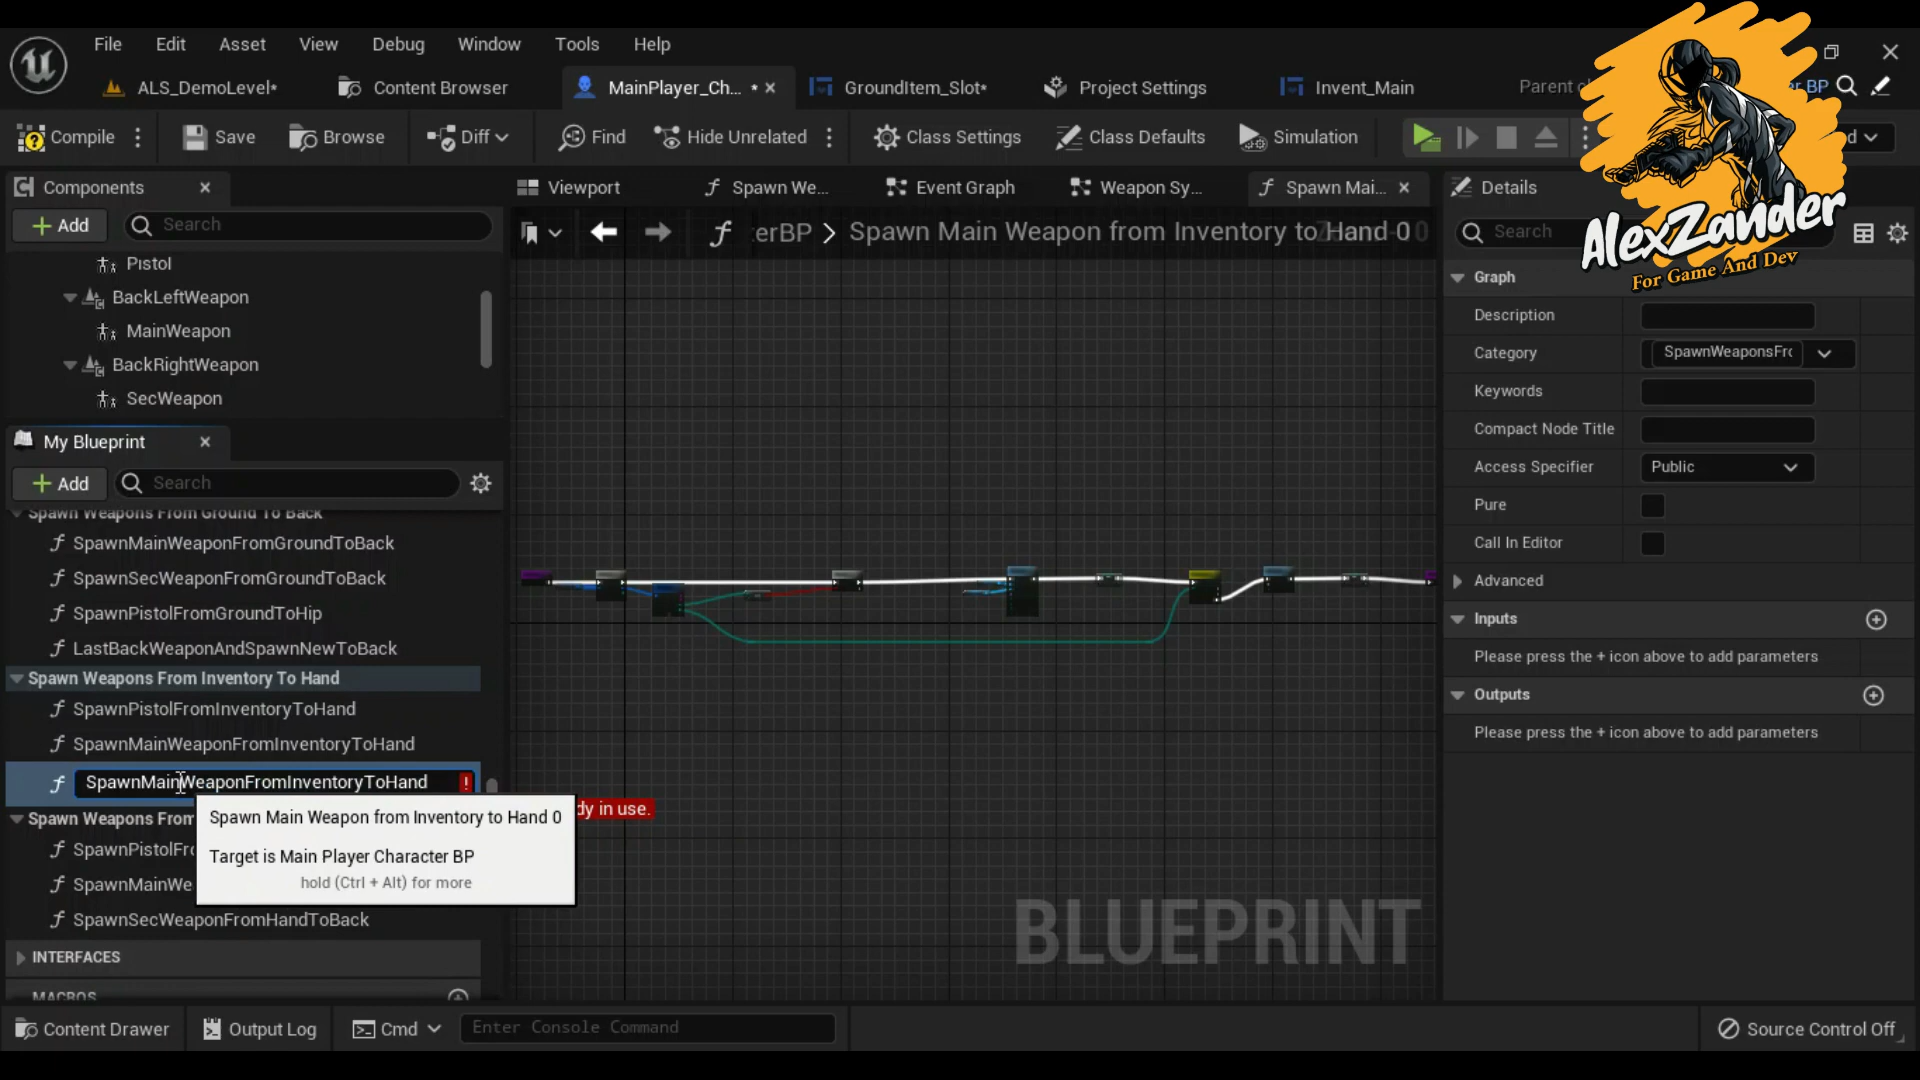 File Edit Asset View Debug Window Tools Help
ALS_DemoLevel* Content Browser MainPlayer_Ch... * GroundItem_Slot* Project Settings Invent_Main Parent BP
Compile Save Browse Diff Find Hide Unrelated Class Settings Class Defaults Simulation
Components Viewport Spawn We... Event Graph Weapon Sy... Spawn Mai... Details
Add Search erBP > Spawn Main Weapon from Inventory to Hand 0 Search
AlexZander
For Game And Dev
Pistol
BackLeftWeapon
MainWeapon
BackRightWeapon
SecWeapon
My Blueprint
Add Search
Spawn Weapons From Ground To Back
SpawnMainWeaponFromGroundToBack
SpawnSecWeaponFromGroundToBack
SpawnPistolFromGroundToHip
LastBackWeaponAndSpawnNewToBack
Spawn Weapons From Inventory To Hand
SpawnPistolFromInventoryToHand
SpawnMainWeaponFromInventoryToHand
SpawnMainWeaponFromInventoryToHand !
dy in use.
Spawn Weapons From
Spawn Main Weapon from Inventory to Hand 0
Target is Main Player Character BP
hold (Ctrl + Alt) for more
SpawnPistolFr
SpawnMainWe
SpawnSecWeaponFromHandToBack
INTERFACES
MACROS
BLUEPRINT
Graph
Description
Category SpawnWeaponsFr
Keywords
Compact Node Title
Access Specifier Public
Pure
Call In Editor
Advanced
Inputs
Please press the + icon above to add parameters
Outputs
Please press the + icon above to add parameters
Content Drawer Output Log Cmd Enter Console Command Source Control Off